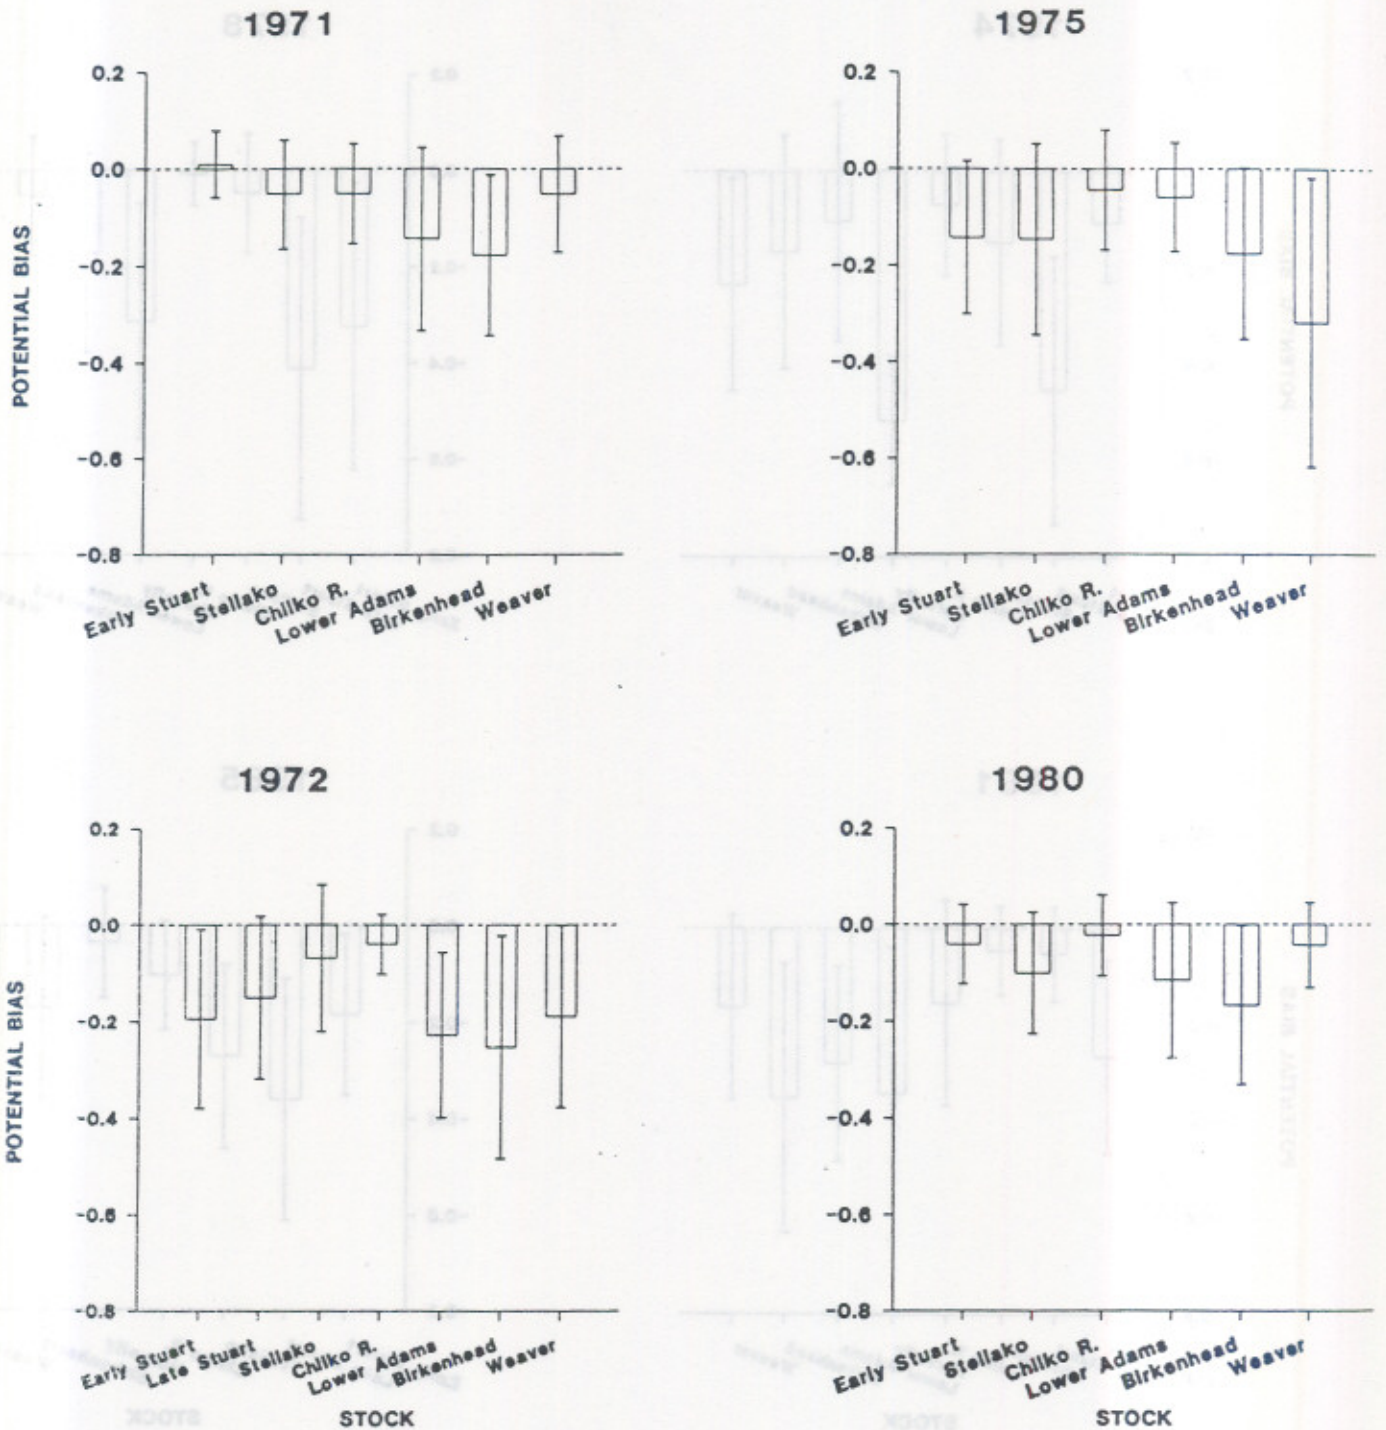 1971
0.2
0.0
-0.2
-0.4
-0.6
-0.8
POTENTIAL BIAS
Early Stuart
Stellako
Chilko R.
Lower Adams
Birkenhead
Weaver
1975
0.2
0.0
-0.2
-0.4
-0.6
-0.8
Early Stuart
Stellako
Chilko R.
Lower Adams
Birkenhead
Weaver
1972
0.2
0.0
-0.2
-0.4
-0.6
-0.8
POTENTIAL BIAS
Early Stuart
Late Stuart
Stellako
Chilko R.
Lower Adams
Birkenhead
Weaver
STOCK
1980
0.2
0.0
-0.2
-0.4
-0.6
-0.8
Early Stuart
Stellako
Chilko R.
Lower Adams
Birkenhead
Weaver
STOCK